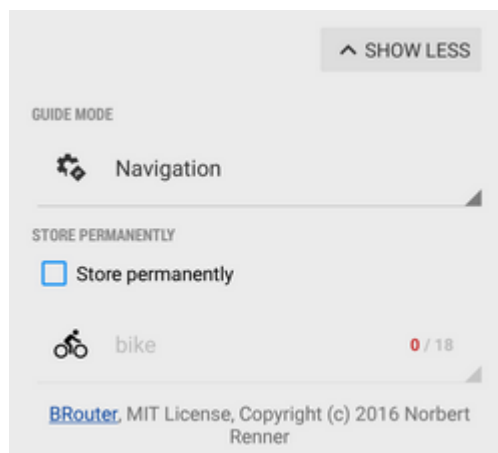 SHOW LESS
GUIDE MODE
Navigation
STORE PERMANENTLY
Store permanently
bike 0 / 18
BRouter, MIT License, Copyright (c) 2016 Norbert
Renner